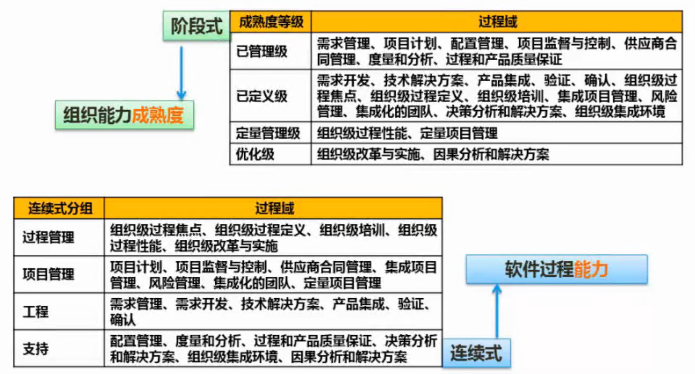 阶段式
组织能力成熟度
成熟度等级 过程域
已管理级 需求管理、项目计划、配置管理、项目监督与控制、供应商合
同管理、度量和分析、过程和产品质量保证
已定义级 需求开发、技术解决方案、产品集成、验证、确认、组织级过
程焦点、组织级过程定义、组织级培训、集成项目管理、风险
管理、集成化的团队、决策分析和解决方案、组织级集成环境
定量管理级 组织级过程性能、定量项目管理
优化级 组织级改革与实施、因果分析和解决方案
连续式分组 过程域
过程管理 组织级过程焦点、组织级过程定义、组织级培训、组织级
过程性能、组织级改革与实施
项目管理 项目计划、项目监督与控制、供应商合同管理、集成项目
管理、风险管理、集成化的团队、定量项目管理
工程 需求管理、需求开发、技术解决方案、产品集成、验证、
确认
支持 配置管理、度量和分析、过程和产品质量保证、决策分析
和解决方案、组织级集成环境、因果分析和解决方案
软件过程能力
连续式